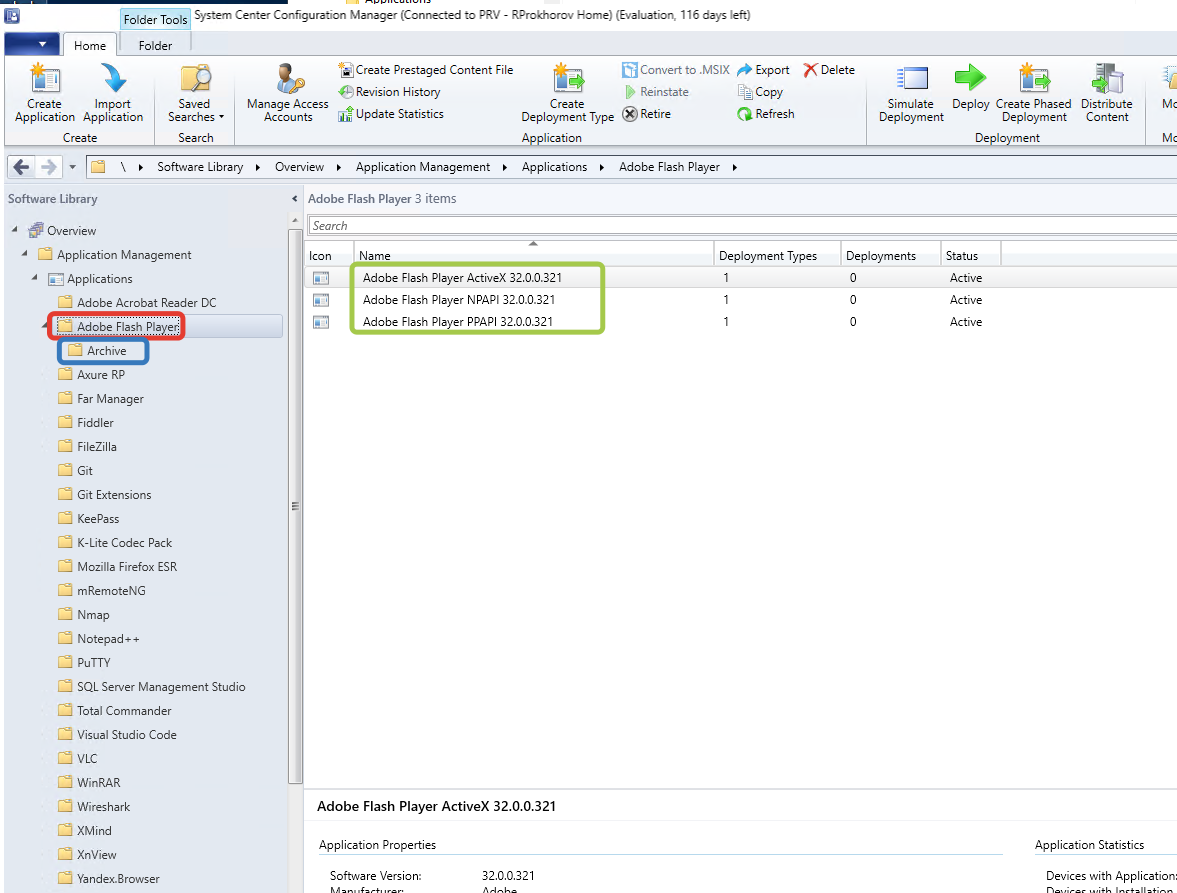 Applications
Folder Tools
System Center Configuration Manager (Connected to PRV - RProkhorov Home) (Evaluation, 116 days left)
Home
Folder
Create Application
Import Application
Create
Saved Searches
Search
Manage Access Accounts
Create Prestaged Content File
Revision History
Update Statistics
Create Deployment Type
Convert to .MSIX
Reinstate
Retire
Export
Copy
Refresh
Delete
Application
Simulate Deployment
Deploy
Create Phased Deployment
Distribute Content
Deployment
Mo
Mo
\ Software Library Overview Application Management Applications Adobe Flash Player
Software Library
Overview
Application Management
Applications
Adobe Acrobat Reader DC
Adobe Flash Player
Archive
Axure RP
Far Manager
Fiddler
FileZilla
Git
Git Extensions
KeePass
K-Lite Codec Pack
Mozilla Firefox ESR
mRemoteNG
Nmap
Notepad++
PuTTY
SQL Server Management Studio
Total Commander
Visual Studio Code
VLC
WinRAR
Wireshark
XMind
XnView
Yandex.Browser
Adobe Flash Player 3 items
Search
Icon Name Deployment Types Deployments Status
Adobe Flash Player ActiveX 32.0.0.321 1 0 Active
Adobe Flash Player NPAPI 32.0.0.321 1 0 Active
Adobe Flash Player PPAPI 32.0.0.321 1 0 Active
Adobe Flash Player ActiveX 32.0.0.321
Application Properties
Software Version: 32.0.0.321
Manufacturer: Adobe
Application Statistics
Devices with Application:
Devices with Installation